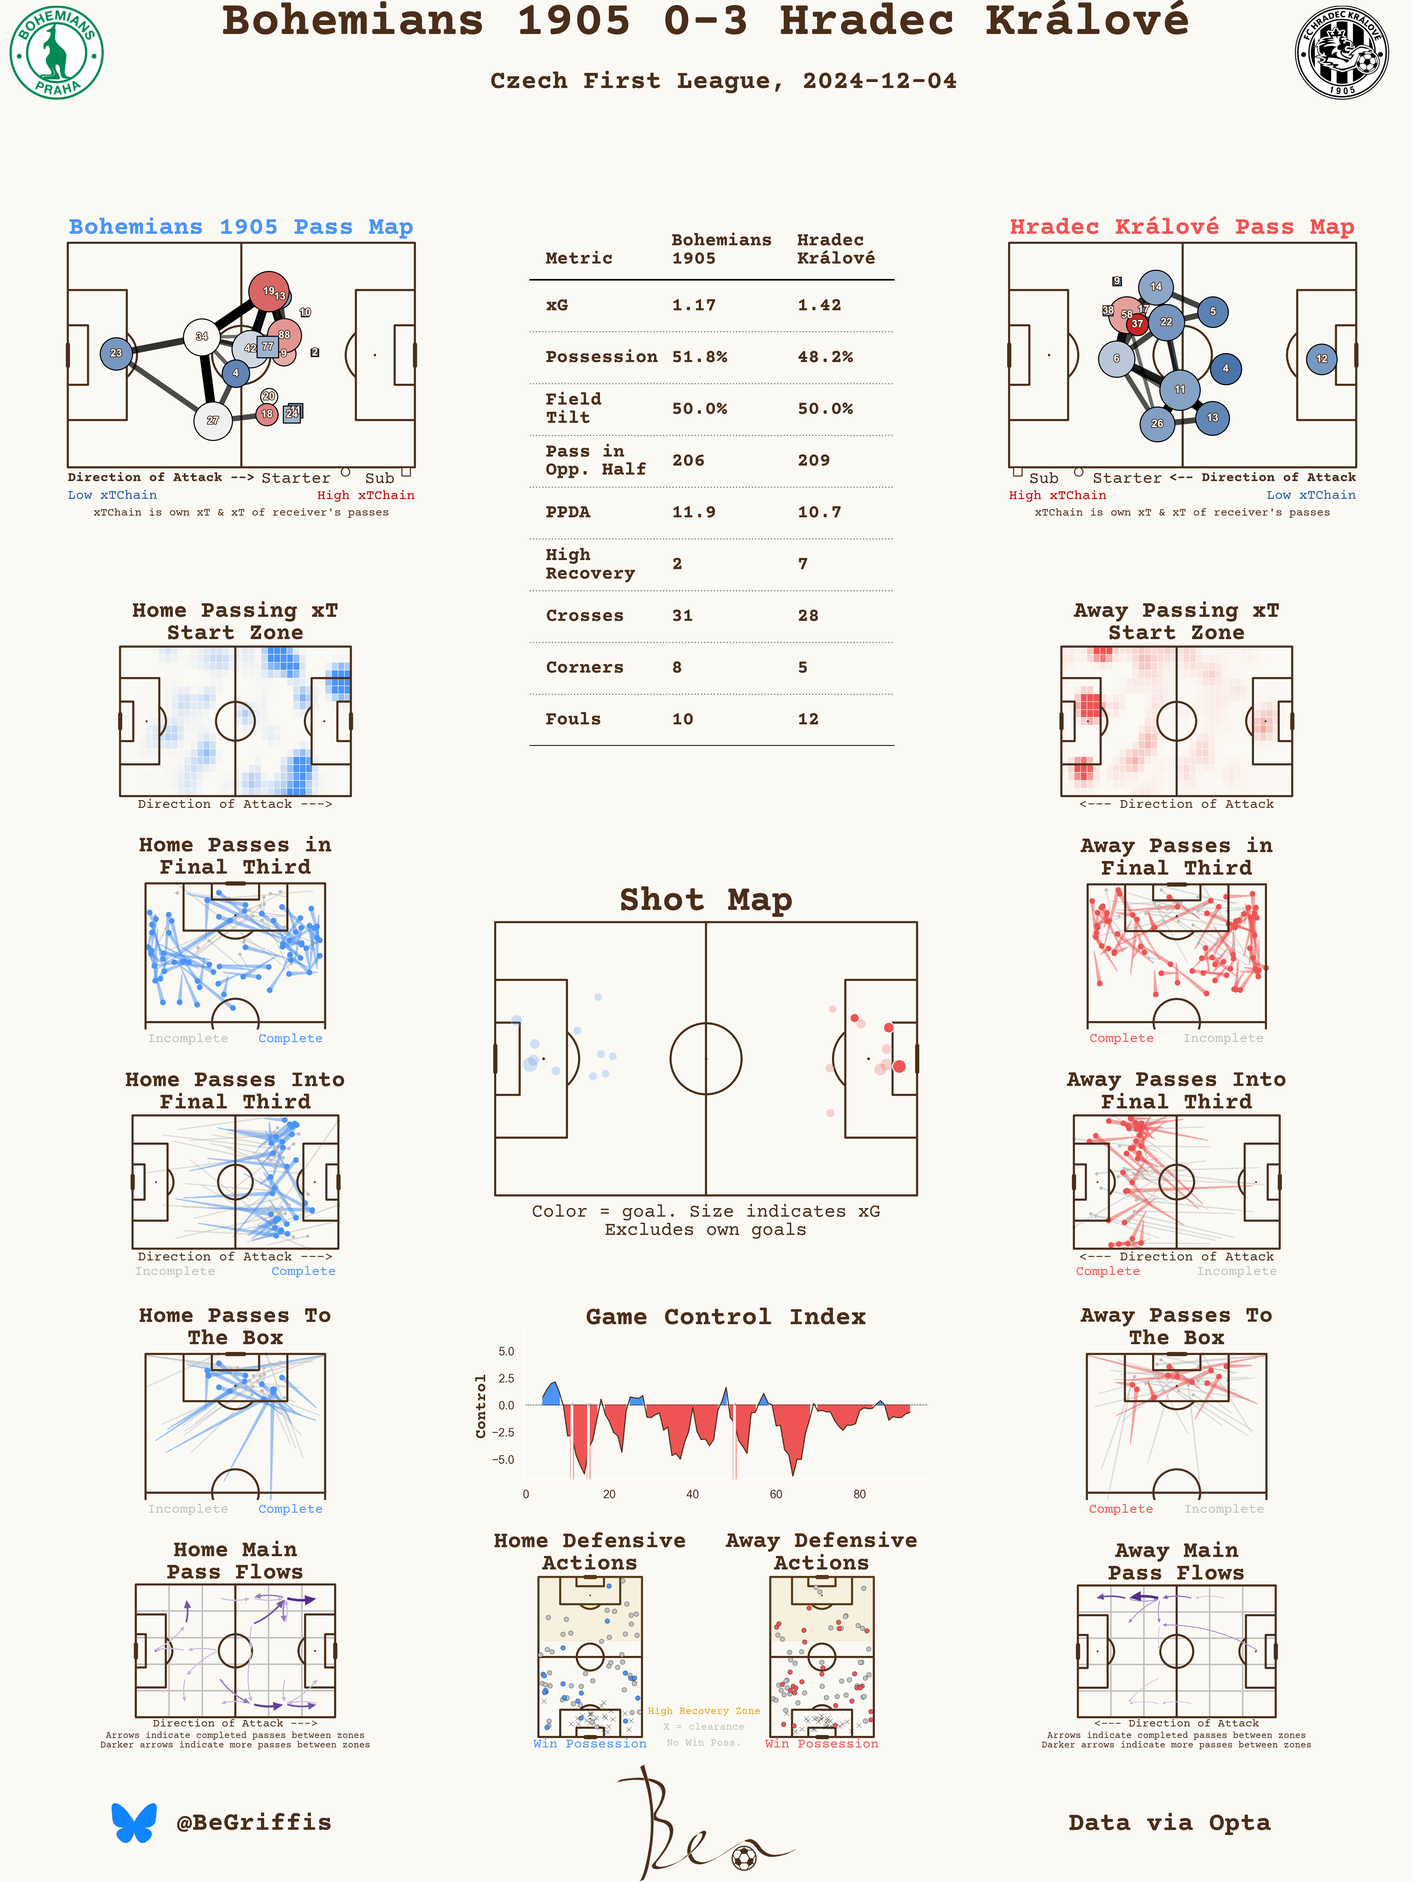 Bohemians 1905 0-3 Hradec Králové
Czech First League, 2024-12-04
BOHEMIANS
PRAHA
FC HRADEC KRÁLOVÉ
1905
Bohemians 1905 Pass Map
19
13
10
34
88
42
77
9
2
23
4
20
18
24
27
Direction of Attack --> Starter Sub
Low xTChain High xTChain
xTChain is own xT & xT of receiver's passes
Metric Bohemians 1905 Hradec Králové
xG 1.17 1.42
Possession 51.8% 48.2%
Field Tilt 50.0% 50.0%
Pass in Opp. Half 206 209
PPDA 11.9 10.7
High Recovery 2 7
Crosses 31 28
Corners 8 5
Fouls 10 12
Hradec Králové Pass Map
9
14
38
58
17
37
22
5
6
12
4
11
13
26
Sub Starter <-- Direction of Attack
High xTChain Low xTChain
xTChain is own xT & xT of receiver's passes
Home Passing xT
Start Zone
Direction of Attack --->
Away Passing xT
Start Zone
<--- Direction of Attack
Home Passes in
Final Third
Incomplete Complete
Away Passes in
Final Third
Complete Incomplete
Shot Map
Color = goal. Size indicates xG
Excludes own goals
Home Passes Into
Final Third
Direction of Attack --->
Incomplete Complete
Away Passes Into
Final Third
<--- Direction of Attack
Complete Incomplete
Home Passes To
The Box
Incomplete Complete
Game Control Index
Control
5.0
2.5
0.0
−2.5
−5.0
0 20 40 60 80
Away Passes To
The Box
Complete Incomplete
Home Main
Pass Flows
Direction of Attack --->
Arrows indicate completed passes between zones
Darker arrows indicate more passes between zones
Home Defensive
Actions
Win Possession
High Recovery Zone
X = clearance
No Win Poss.
Away Defensive
Actions
Win Possession
Away Main
Pass Flows
<--- Direction of Attack
Arrows indicate completed passes between zones
Darker arrows indicate more passes between zones
@BeGriffis
Ben
Data via Opta